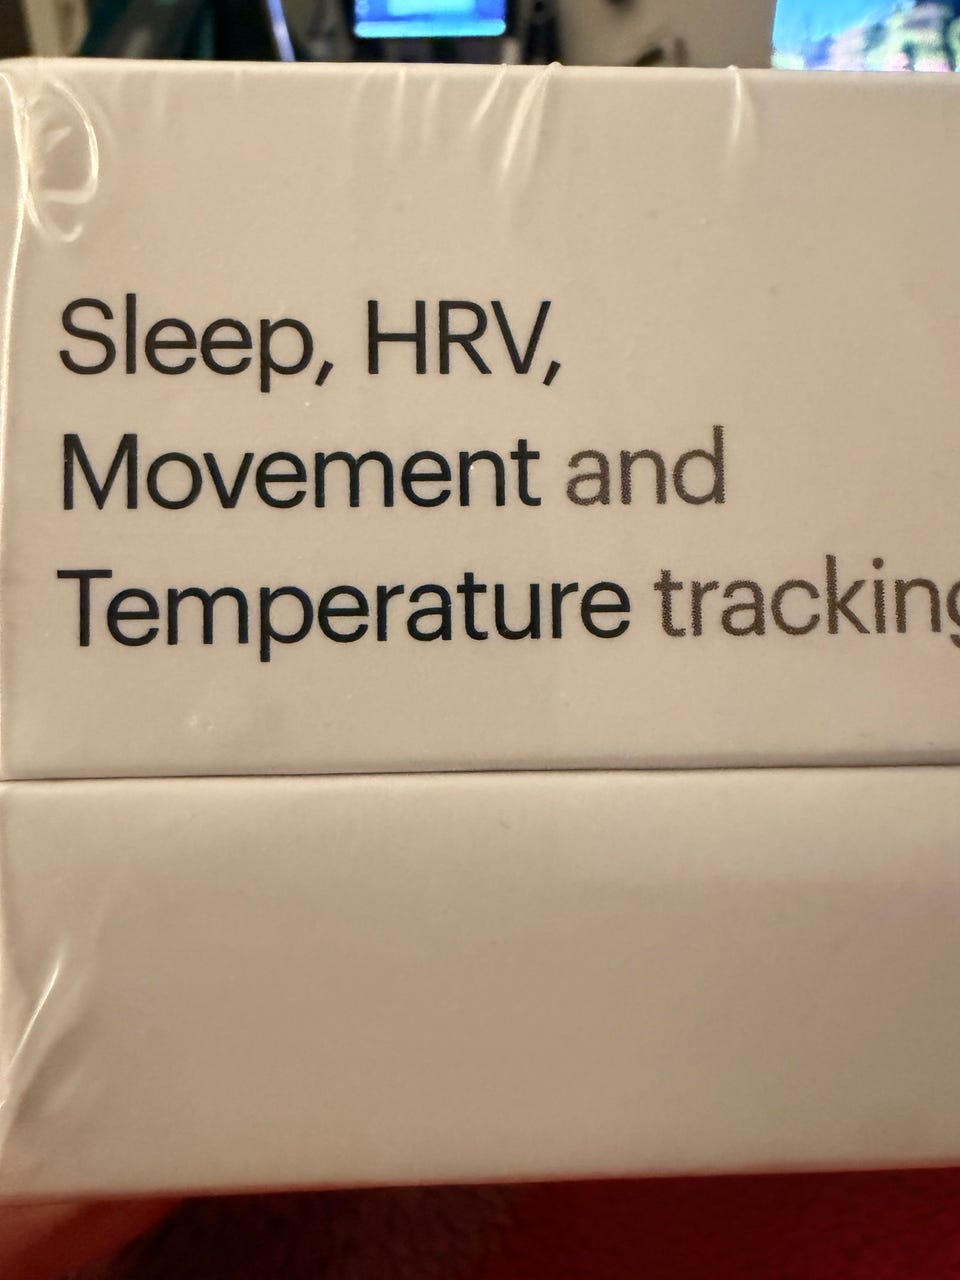 Sleep, HRV,
Movement and
Temperature tracking